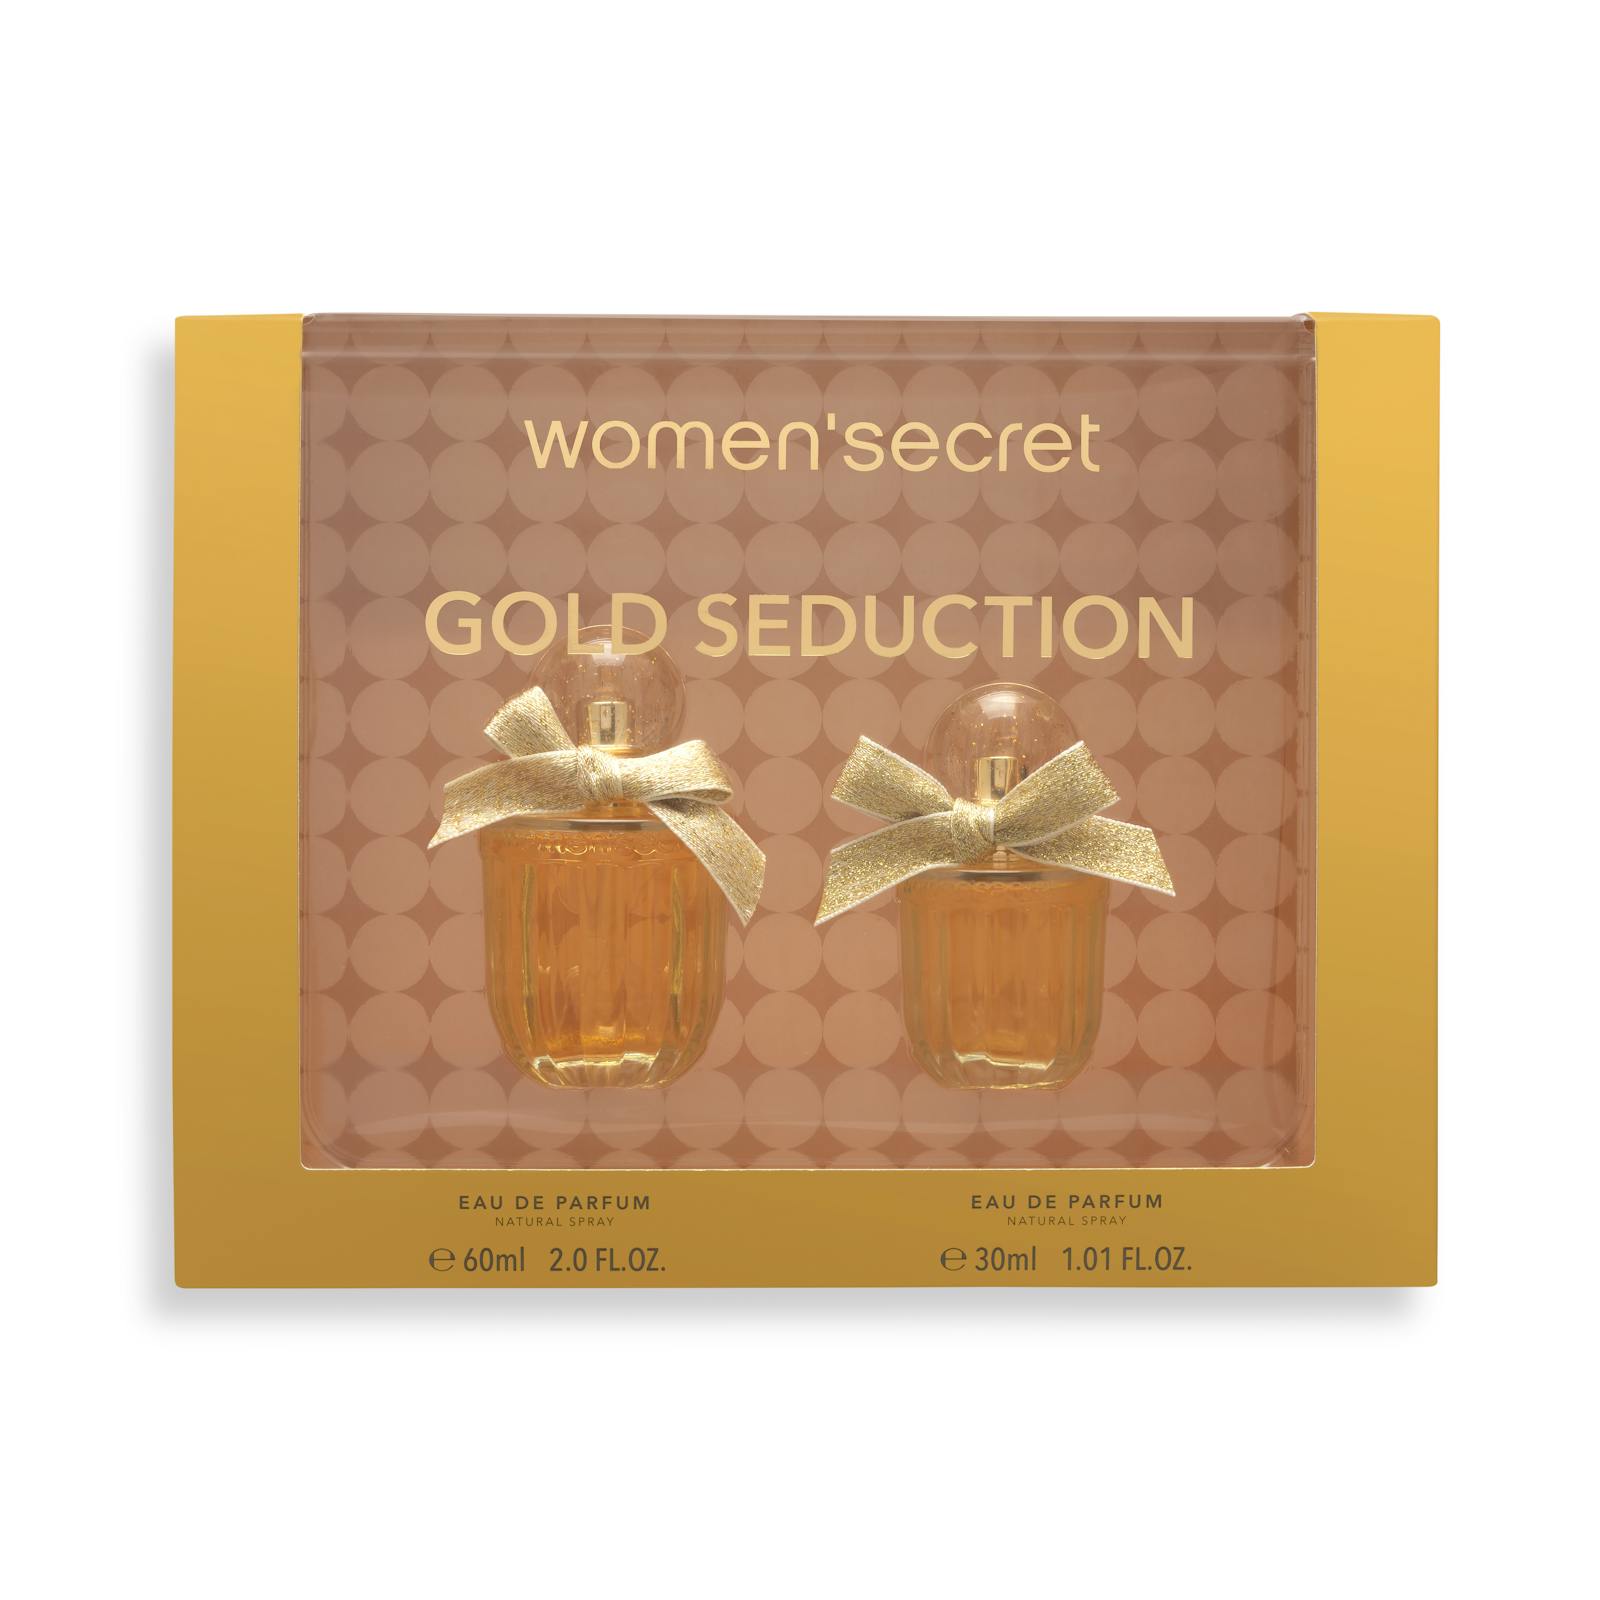 women'secret
GOLD SEDUCTION
EAU DE PARFUM
NATURAL SPRAY
℮ 60ml 2.0 FL.OZ.
EAU DE PARFUM
NATURAL SPRAY
℮ 30ml 1.01 FL.OZ.